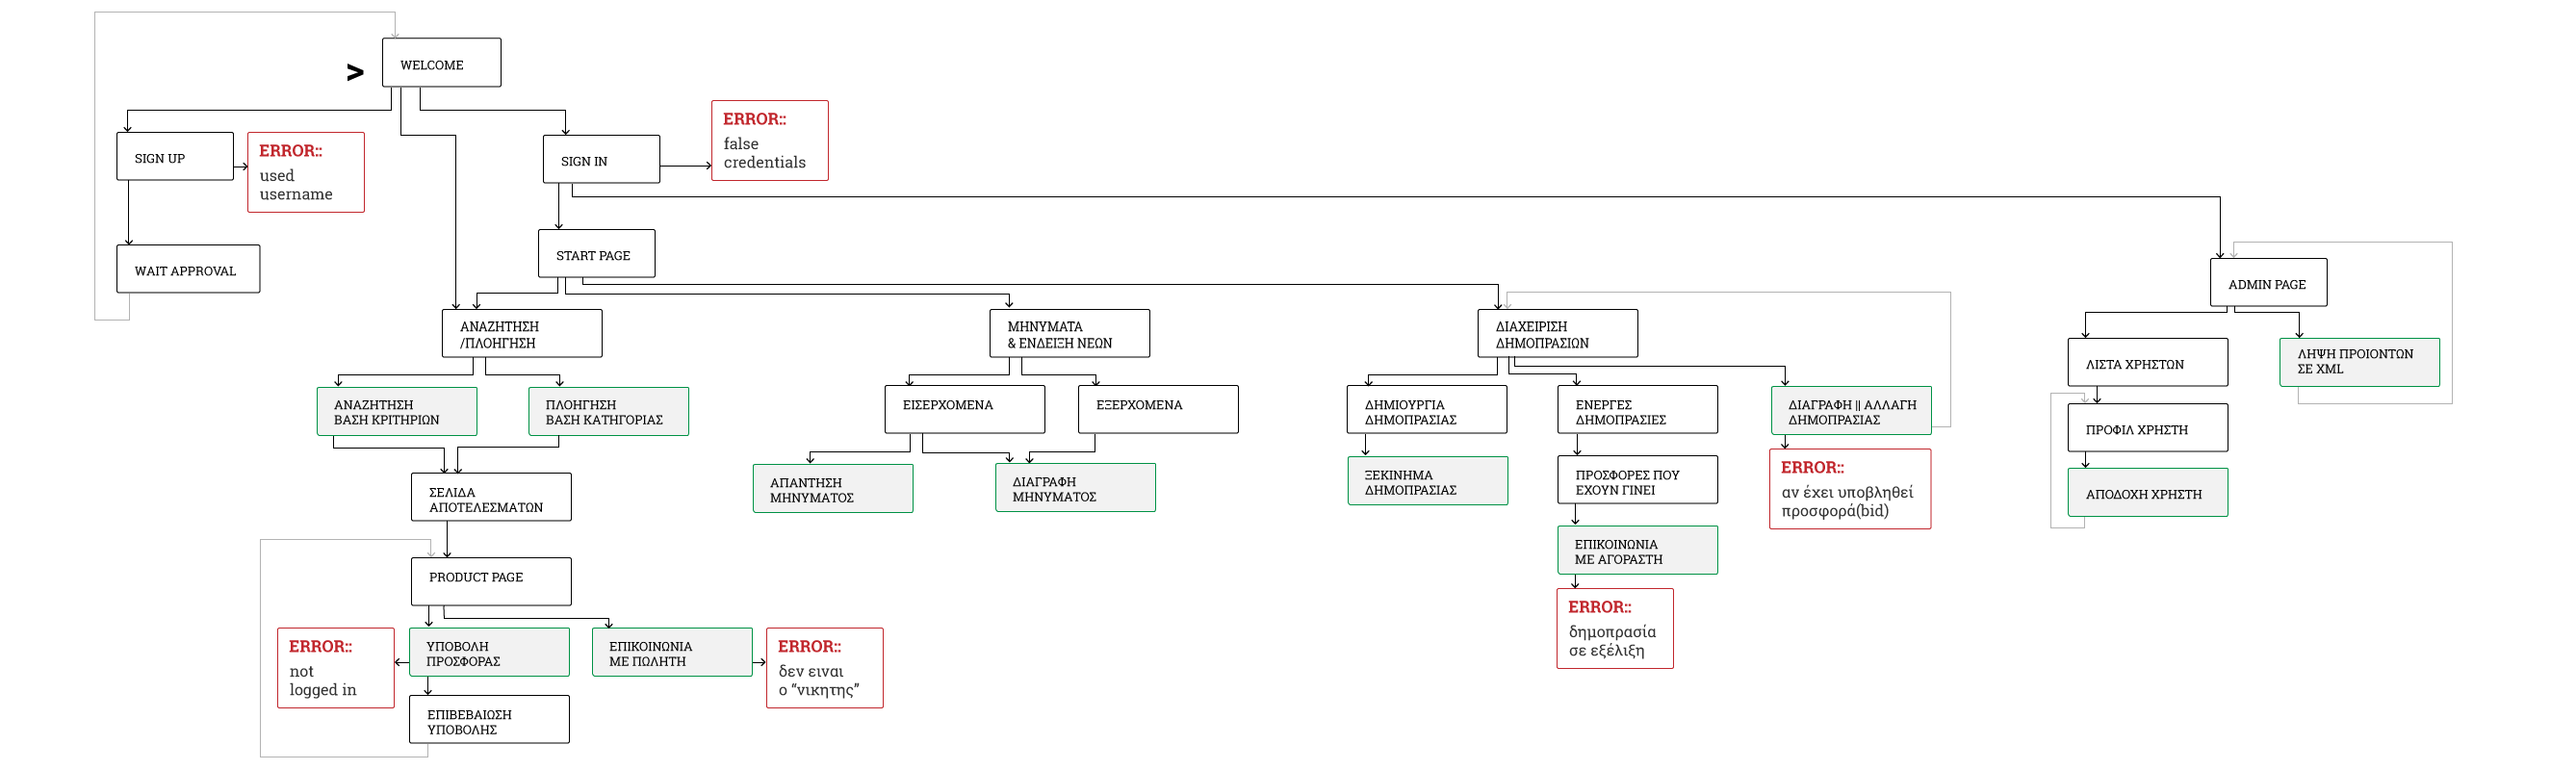 >
WELCOME
SIGN UP
ERROR::
used
username
WAIT APPROVAL
SIGN IN
ERROR::
false
credentials
START PAGE
ΑΝΑΖΗΤΗΣΗ
/ΠΛΟΗΓΗΣΗ
ΑΝΑΖΗΤΗΣΗ
ΒΑΣΗ ΚΡΙΤΗΡΙΩΝ
ΠΛΟΗΓΗΣΗ
ΒΑΣΗ ΚΑΤΗΓΟΡΙΑΣ
ΣΕΛΙΔΑ
ΑΠΟΤΕΛΕΣΜΑΤΩΝ
PRODUCT PAGE
ERROR::
not
logged in
ΥΠΟΒΟΛΗ
ΠΡΟΣΦΟΡΑΣ
ΕΠΙΚΟΙΝΩΝΙΑ
ΜΕ ΠΩΛΗΤΗ
ERROR::
δεν ειναι
ο “νικητης”
ΕΠΙΒΕΒΑΙΩΣΗ
ΥΠΟΒΟΛΗΣ
ΜΗΝΥΜΑΤΑ
& ΕΝΔΕΙΞΗ ΝΕΩΝ
ΕΙΣΕΡΧΟΜΕΝΑ
ΕΞΕΡΧΟΜΕΝΑ
ΑΠΑΝΤΗΣΗ
ΜΗΝΥΜΑΤΟΣ
ΔΙΑΓΡΑΦΗ
ΜΗΝΥΜΑΤΟΣ
ΔΙΑΧΕΙΡΙΣΗ
ΔΗΜΟΠΡΑΣΙΩΝ
ΔΗΜΙΟΥΡΓΙΑ
ΔΗΜΟΠΡΑΣΙΑΣ
ΞΕΚΙΝΗΜΑ
ΔΗΜΟΠΡΑΣΙΑΣ
ΕΝΕΡΓΕΣ
ΔΗΜΟΠΡΑΣΙΕΣ
ΠΡΟΣΦΟΡΕΣ ΠΟΥ
ΕΧΟΥΝ ΓΙΝΕΙ
ΕΠΙΚΟΙΝΩΝΙΑ
ΜΕ ΑΓΟΡΑΣΤΗ
ERROR::
δημοπρασία
σε εξέλιξη
ΔΙΑΓΡΑΦΗ || ΑΛΛΑΓΗ
ΔΗΜΟΠΡΑΣΙΑΣ
ERROR::
αν έχει υποβληθεί
προσφορά(bid)
ADMIN PAGE
ΛΙΣΤΑ ΧΡΗΣΤΩΝ
ΛΗΨΗ ΠΡΟΙΟΝΤΩΝ
ΣΕ XML
ΠΡΟΦΙΛ ΧΡΗΣΤΗ
ΑΠΟΔΟΧΗ ΧΡΗΣΤΗ